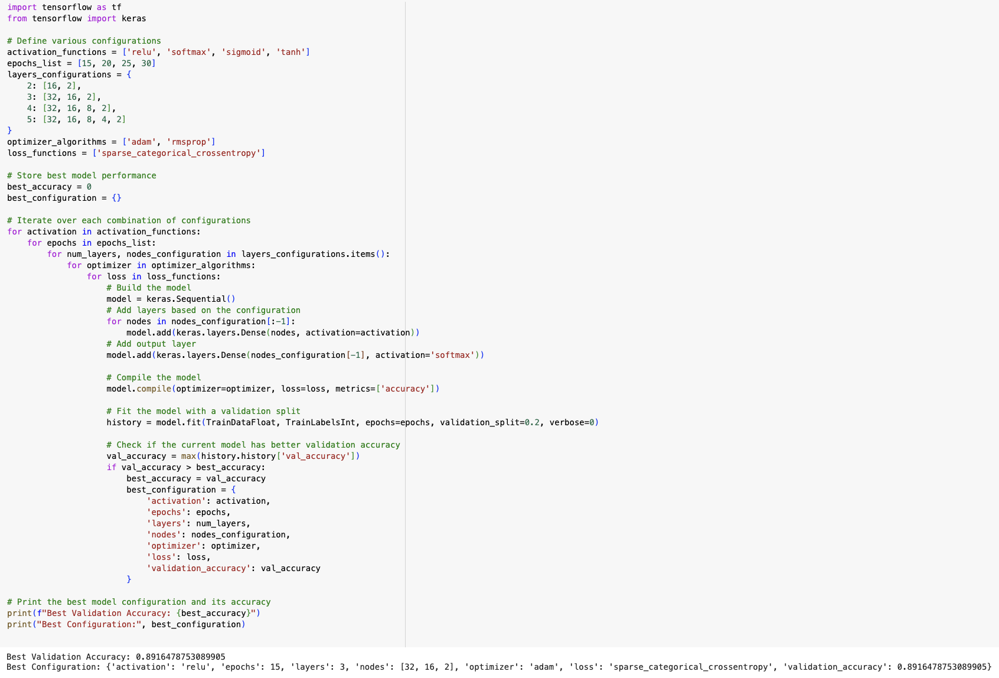 import tensorflow as tf
from tensorflow import keras

# Define various configurations
activation_functions = ['relu', 'softmax', 'sigmoid', 'tanh']
epochs_list = [15, 20, 25, 30]
layers_configurations = {
    2: [16, 2],
    3: [32, 16, 2],
    4: [32, 16, 8, 2],
    5: [32, 16, 8, 4, 2]
}
optimizer_algorithms = ['adam', 'rmsprop']
loss_functions = ['sparse_categorical_crossentropy']

# Store best model performance
best_accuracy = 0
best_configuration = {}

# Iterate over each combination of configurations
for activation in activation_functions:
    for epochs in epochs_list:
        for num_layers, nodes_configuration in layers_configurations.items():
            for optimizer in optimizer_algorithms:
                for loss in loss_functions:
                    # Build the model
                    model = keras.Sequential()
                    # Add layers based on the configuration
                    for nodes in nodes_configuration[:-1]:
                        model.add(keras.layers.Dense(nodes, activation=activation))
                    # Add output layer
                    model.add(keras.layers.Dense(nodes_configuration[-1], activation='softmax'))

                    # Compile the model
                    model.compile(optimizer=optimizer, loss=loss, metrics=['accuracy'])

                    # Fit the model with a validation split
                    history = model.fit(TrainDataFloat, TrainLabelsInt, epochs=epochs, validation_split=0.2, verbose=0)

                    # Check if the current model has better validation accuracy
                    val_accuracy = max(history.history['val_accuracy'])
                    if val_accuracy > best_accuracy:
                        best_accuracy = val_accuracy
                        best_configuration = {
                            'activation': activation,
                            'epochs': epochs,
                            'layers': num_layers,
                            'nodes': nodes_configuration,
                            'optimizer': optimizer,
                            'loss': loss,
                            'validation_accuracy': val_accuracy
                        }

# Print the best model configuration and its accuracy
print(f"Best Validation Accuracy: {best_accuracy}")
print("Best Configuration:", best_configuration)

Best Validation Accuracy: 0.8916478753089905
Best Configuration: {'activation': 'relu', 'epochs': 15, 'layers': 3, 'nodes': [32, 16, 2], 'optimizer': 'adam', 'loss': 'sparse_categorical_crossentropy', 'validation_accuracy': 0.8916478753089905}